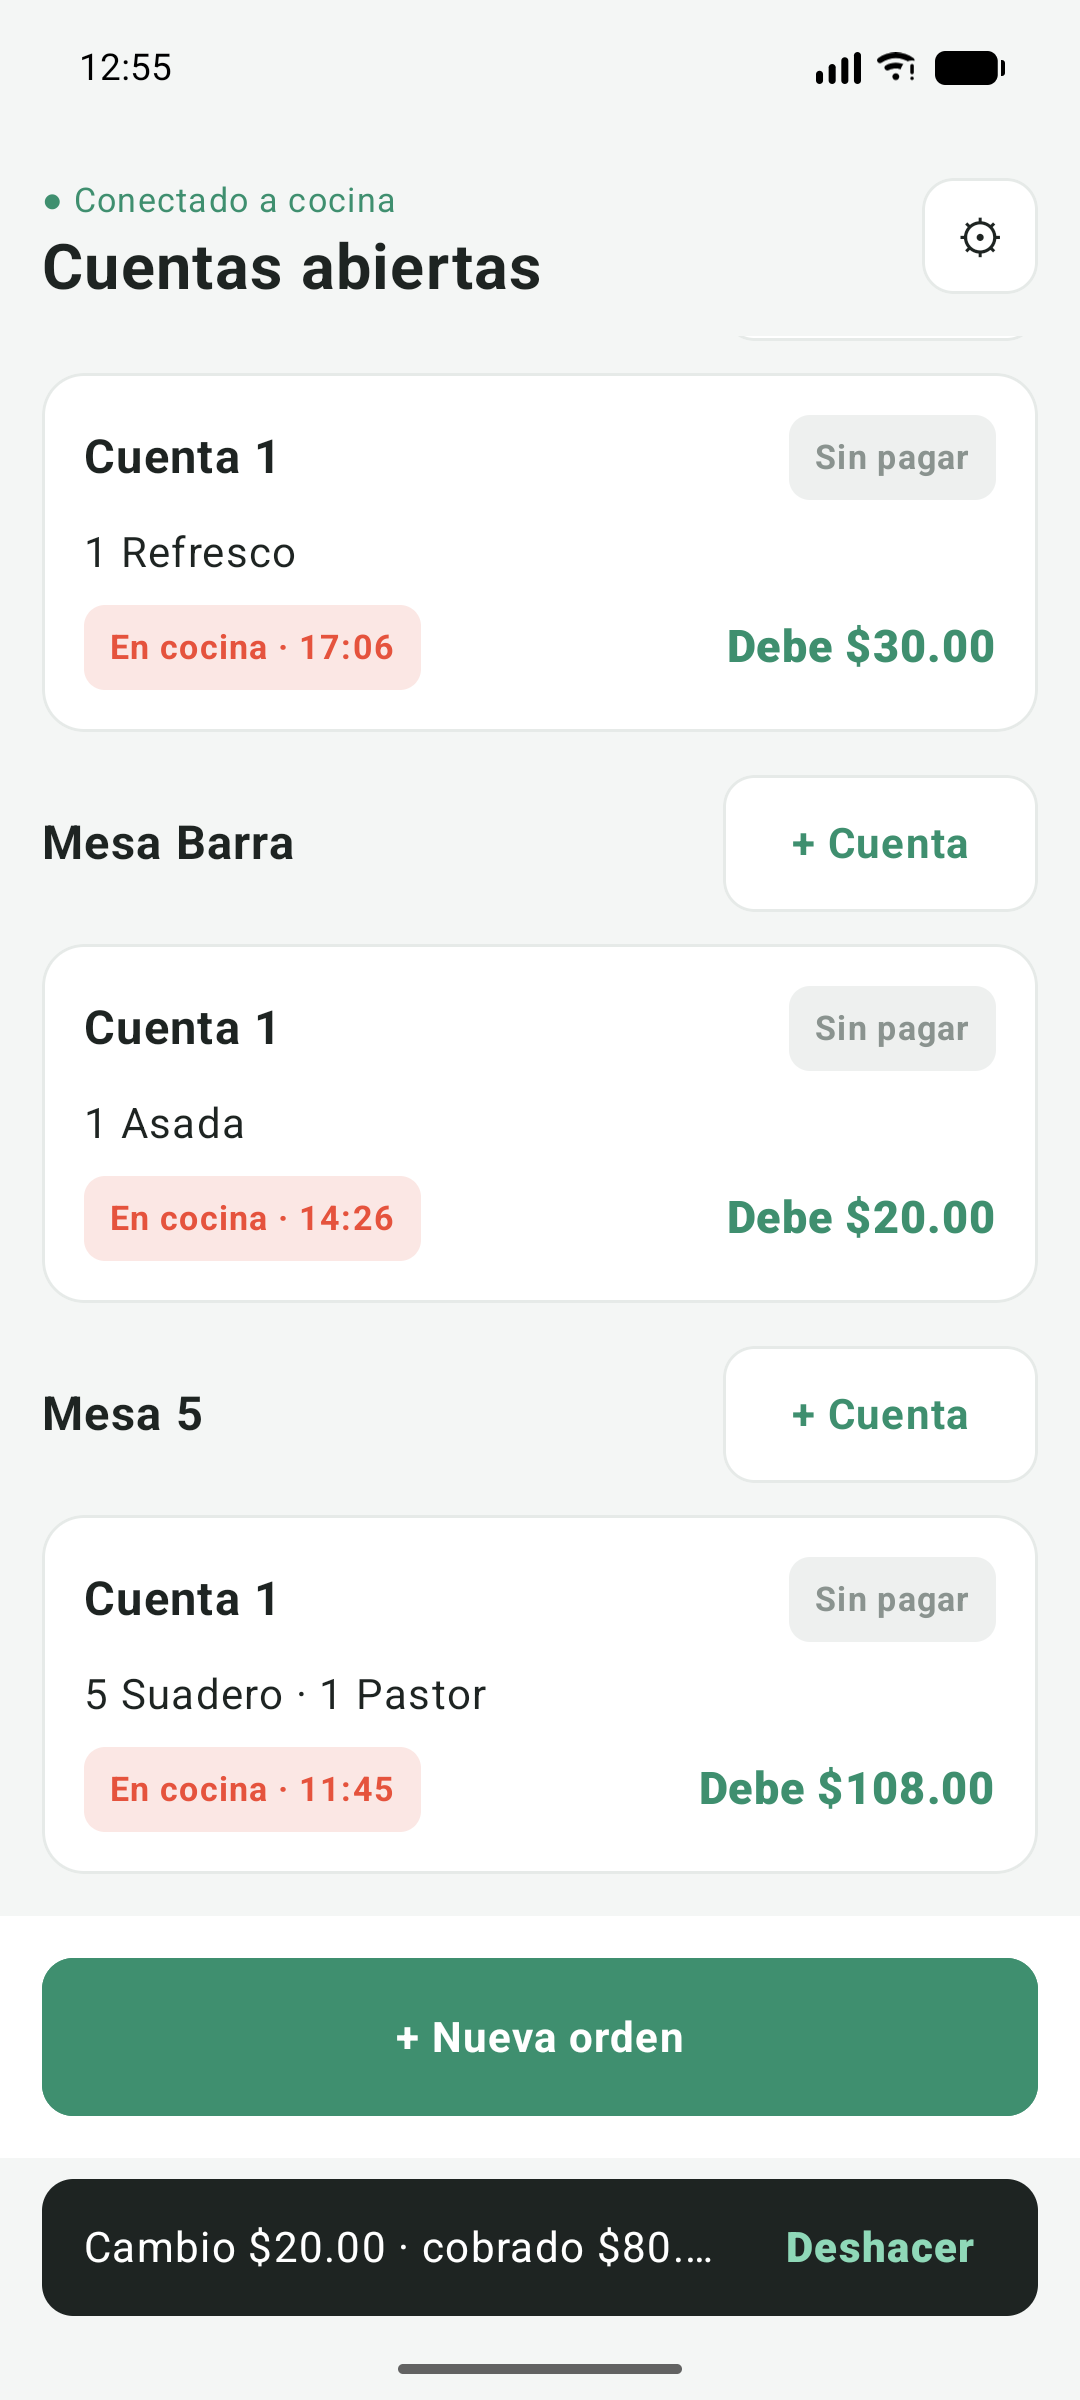 12:55
● Conectado a cocina
Cuentas abiertas
Cuenta 1
Sin pagar
1 Refresco
En cocina · 17:06
Debe $30.00
Mesa Barra
+ Cuenta
Cuenta 1
Sin pagar
1 Asada
En cocina · 14:26
Debe $20.00
Mesa 5
+ Cuenta
Cuenta 1
Sin pagar
5 Suadero · 1 Pastor
En cocina · 11:45
Debe $108.00
+ Nueva orden
Cambio $20.00 · cobrado $80.…
Deshacer